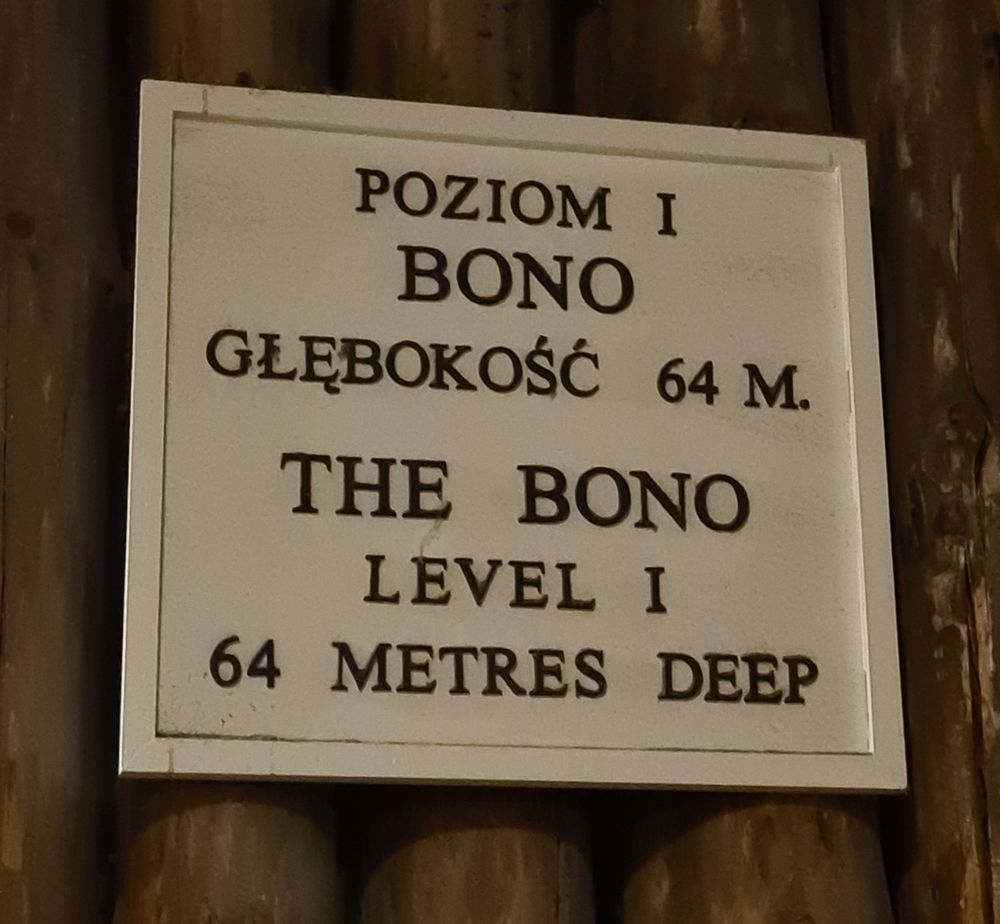 POZIOM I
BONO
GŁĘBOKOŚĆ 64 M.
THE BONO
LEVEL I
64 METRES DEEP